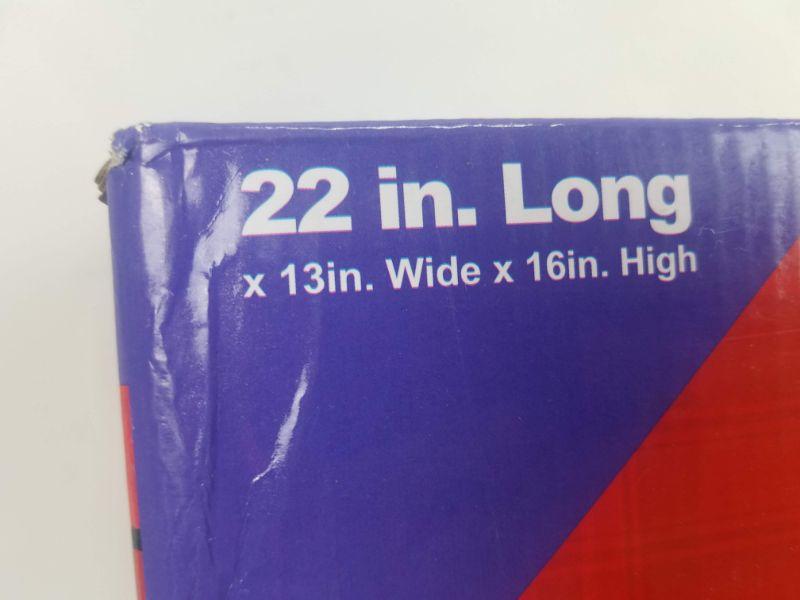 22 in. Long
x 13in. Wide x 16in. High